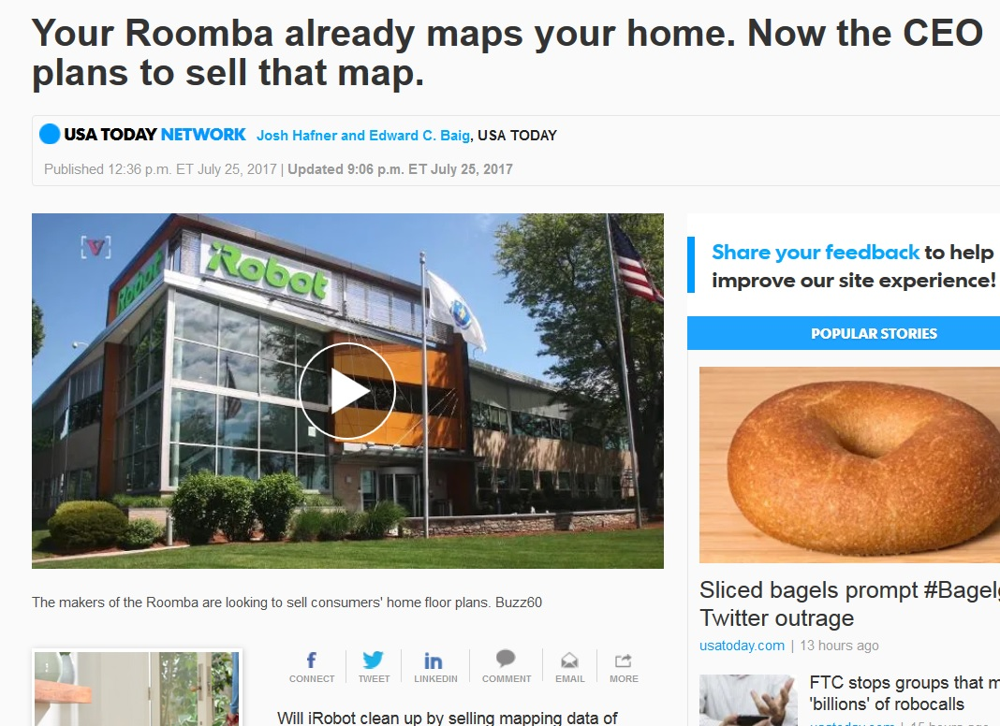 Your Roomba already maps your home. Now the CEO
plans to sell that map.
USA TODAY NETWORK Josh Hafner and Edward C. Baig, USA TODAY
Published 12:36 p.m. ET July 25, 2017 | Updated 9:06 p.m. ET July 25, 2017
iRobot
iRobot
V
The makers of the Roomba are looking to sell consumers' home floor plans. Buzz60
CONNECT
TWEET
LINKEDIN
COMMENT
EMAIL
MORE
Will iRobot clean up by selling mapping data of
Share your feedback to help
improve our site experience!
POPULAR STORIES
Sliced bagels prompt
Twitter outrage
usatoday.com | 13 hours ago
FTC stops groups that
'billions' of robocalls